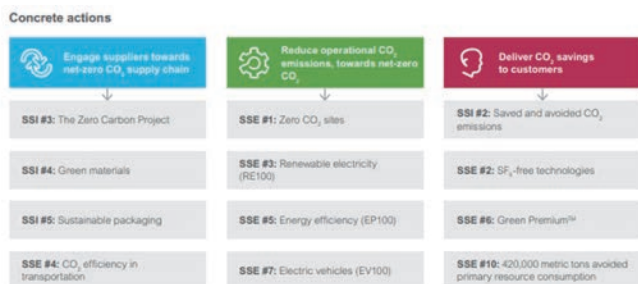 Concrete actions
Engage suppliers towards
net-zero CO₂ supply chain
SSI #3: The Zero Carbon Project
SSI #4: Green materials
SSI #5: Sustainable packaging
SSE #4: CO₂ efficiency in
transportation
Reduce operational CO₂
emissions, towards net-zero
CO₂
SSE #1: Zero CO₂ sites
SSE #3: Renewable electricity
(RE100)
SSE #5: Energy efficiency (EP100)
SSE #7: Electric vehicles (EV100)
Deliver CO₂ savings
to customers
SSI #2: Saved and avoided CO₂
emissions
SSE #2: SF₆-free technologies
SSE #6: Green Premium™
SSE #10: 420,000 metric tons avoided
primary resource consumption